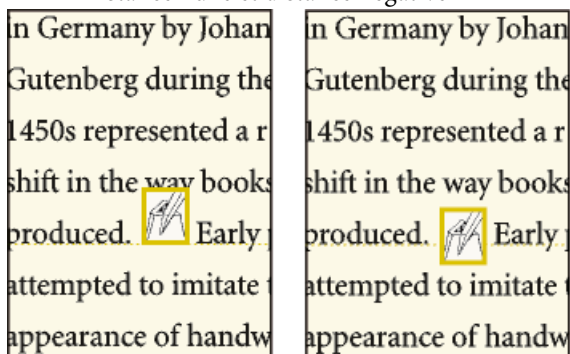 in Germany by Johan
Gutenberg during the
1450s represented a r
shift in the way books
produced. Early
attempted to imitate
appearance of handw
in Germany by Johan
Gutenberg during the
1450s represented a r
shift in the way books
produced. Early
attempted to imitate
appearance of handw